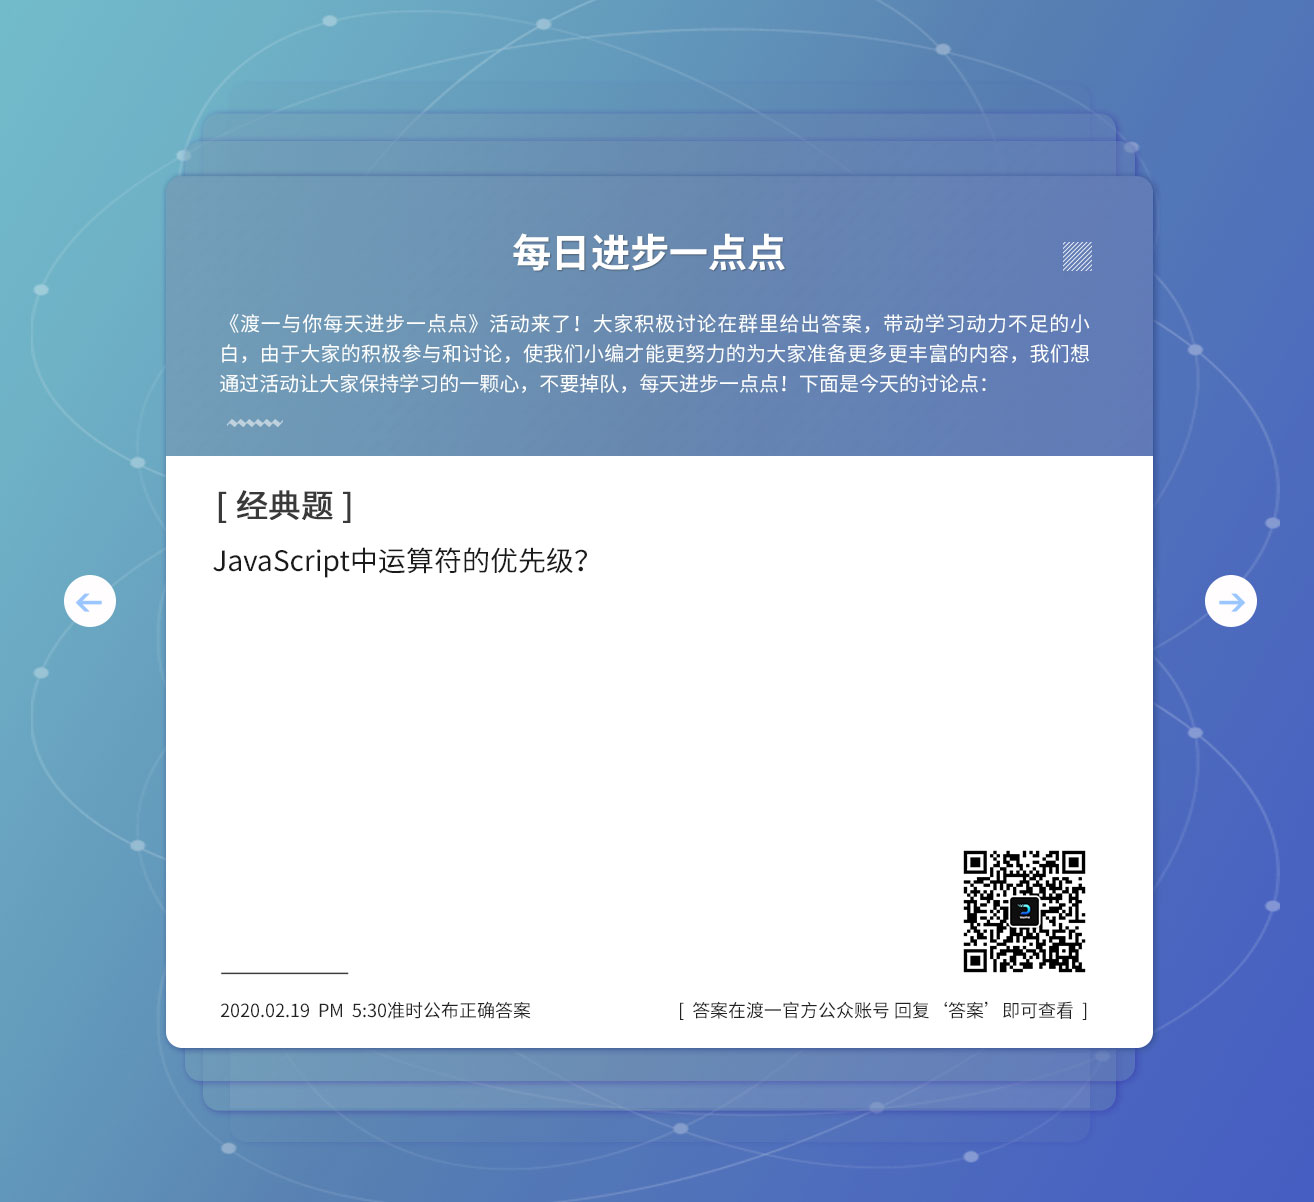 每日进步一点点
《渡一与你每天进步一点点》活动来了！大家积极讨论在群里给出答案，带动学习动力不足的小
白，由于大家的积极参与和讨论，使我们小编才能更努力的为大家准备更多更丰富的内容，我们想
通过活动让大家保持学习的一颗心，不要掉队，每天进步一点点！下面是今天的讨论点：
[ 经典题 ]
JavaScript中运算符的优先级？
2020.02.19 PM 5:30准时公布正确答案
[ 答案在渡一官方公众账号 回复‘答案’即可查看 ]